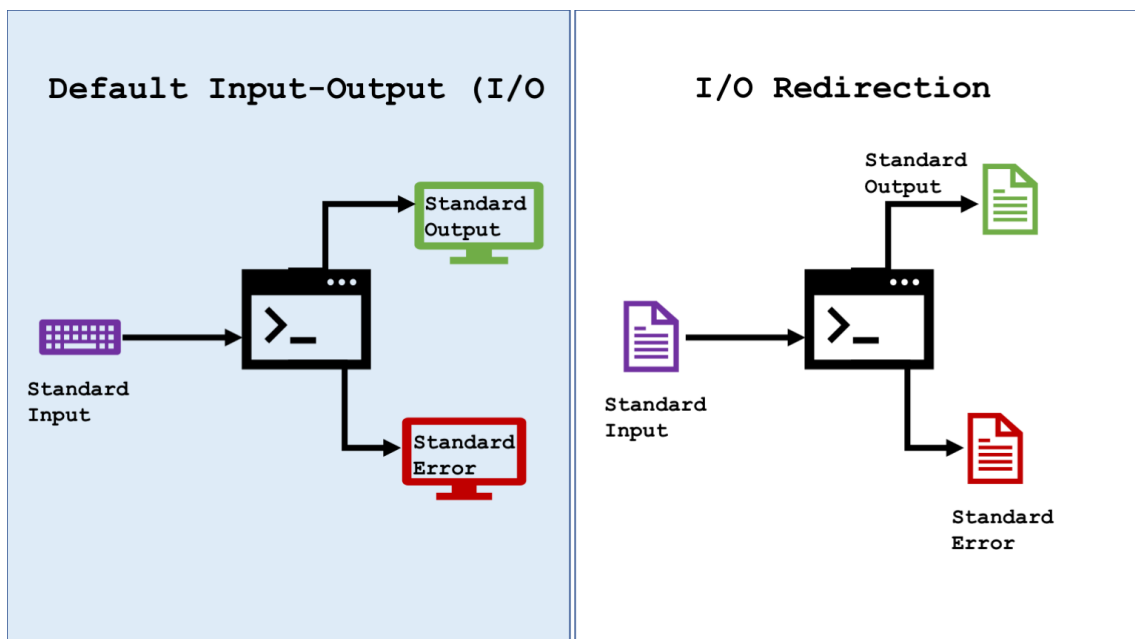 Default Input-Output (I/O
Standard
Output
>_
Standard
Input
Standard
Error
I/O Redirection
Standard
Output
>_
Standard
Input
Standard
Error